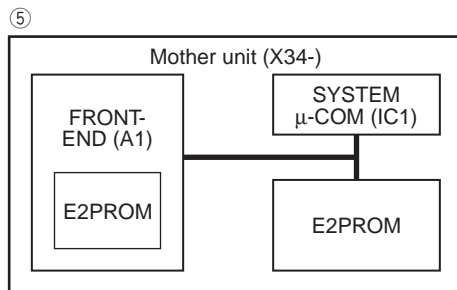 ⑤
Mother unit (X34-)
FRONT-
END (A1)
E2PROM
SYSTEM
μ-COM (IC1)
E2PROM